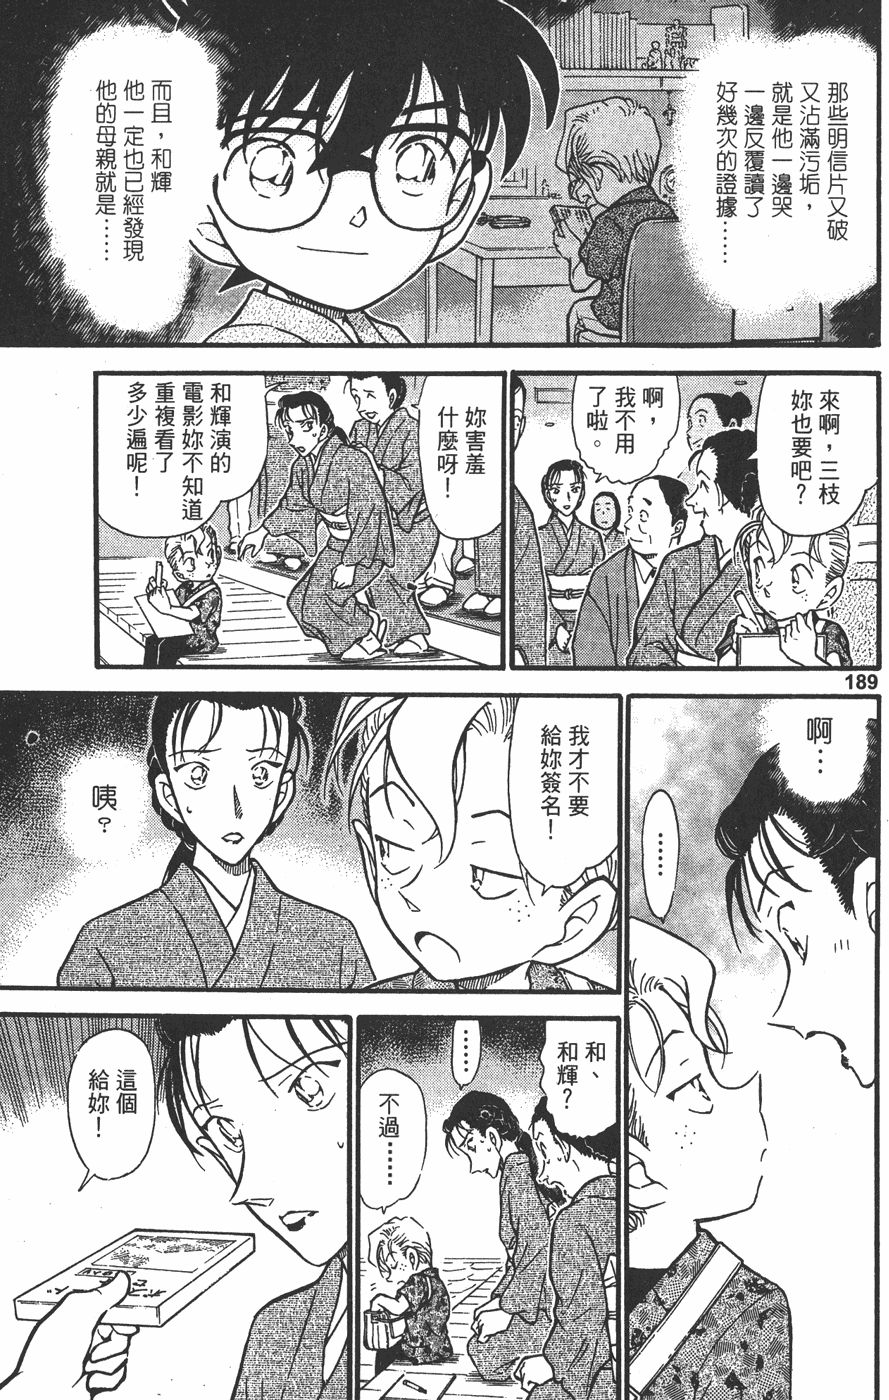 那些明信片又破
又沾滿污垢，
就是他一邊哭
一邊反覆讀了
好幾次的證據……
而且，和輝
他一定也已經發現
他的母親就是……
來啊，三枝
妳也要吧？
啊，
我不用
了啦。
妳害羞
什麼呀！
和輝演的
電影妳不知道
重複看了
多少遍呢！
189
啊…
……
我才不要
給妳簽名！
咦？
和、
和輝？
……
不過……
這個
給妳！